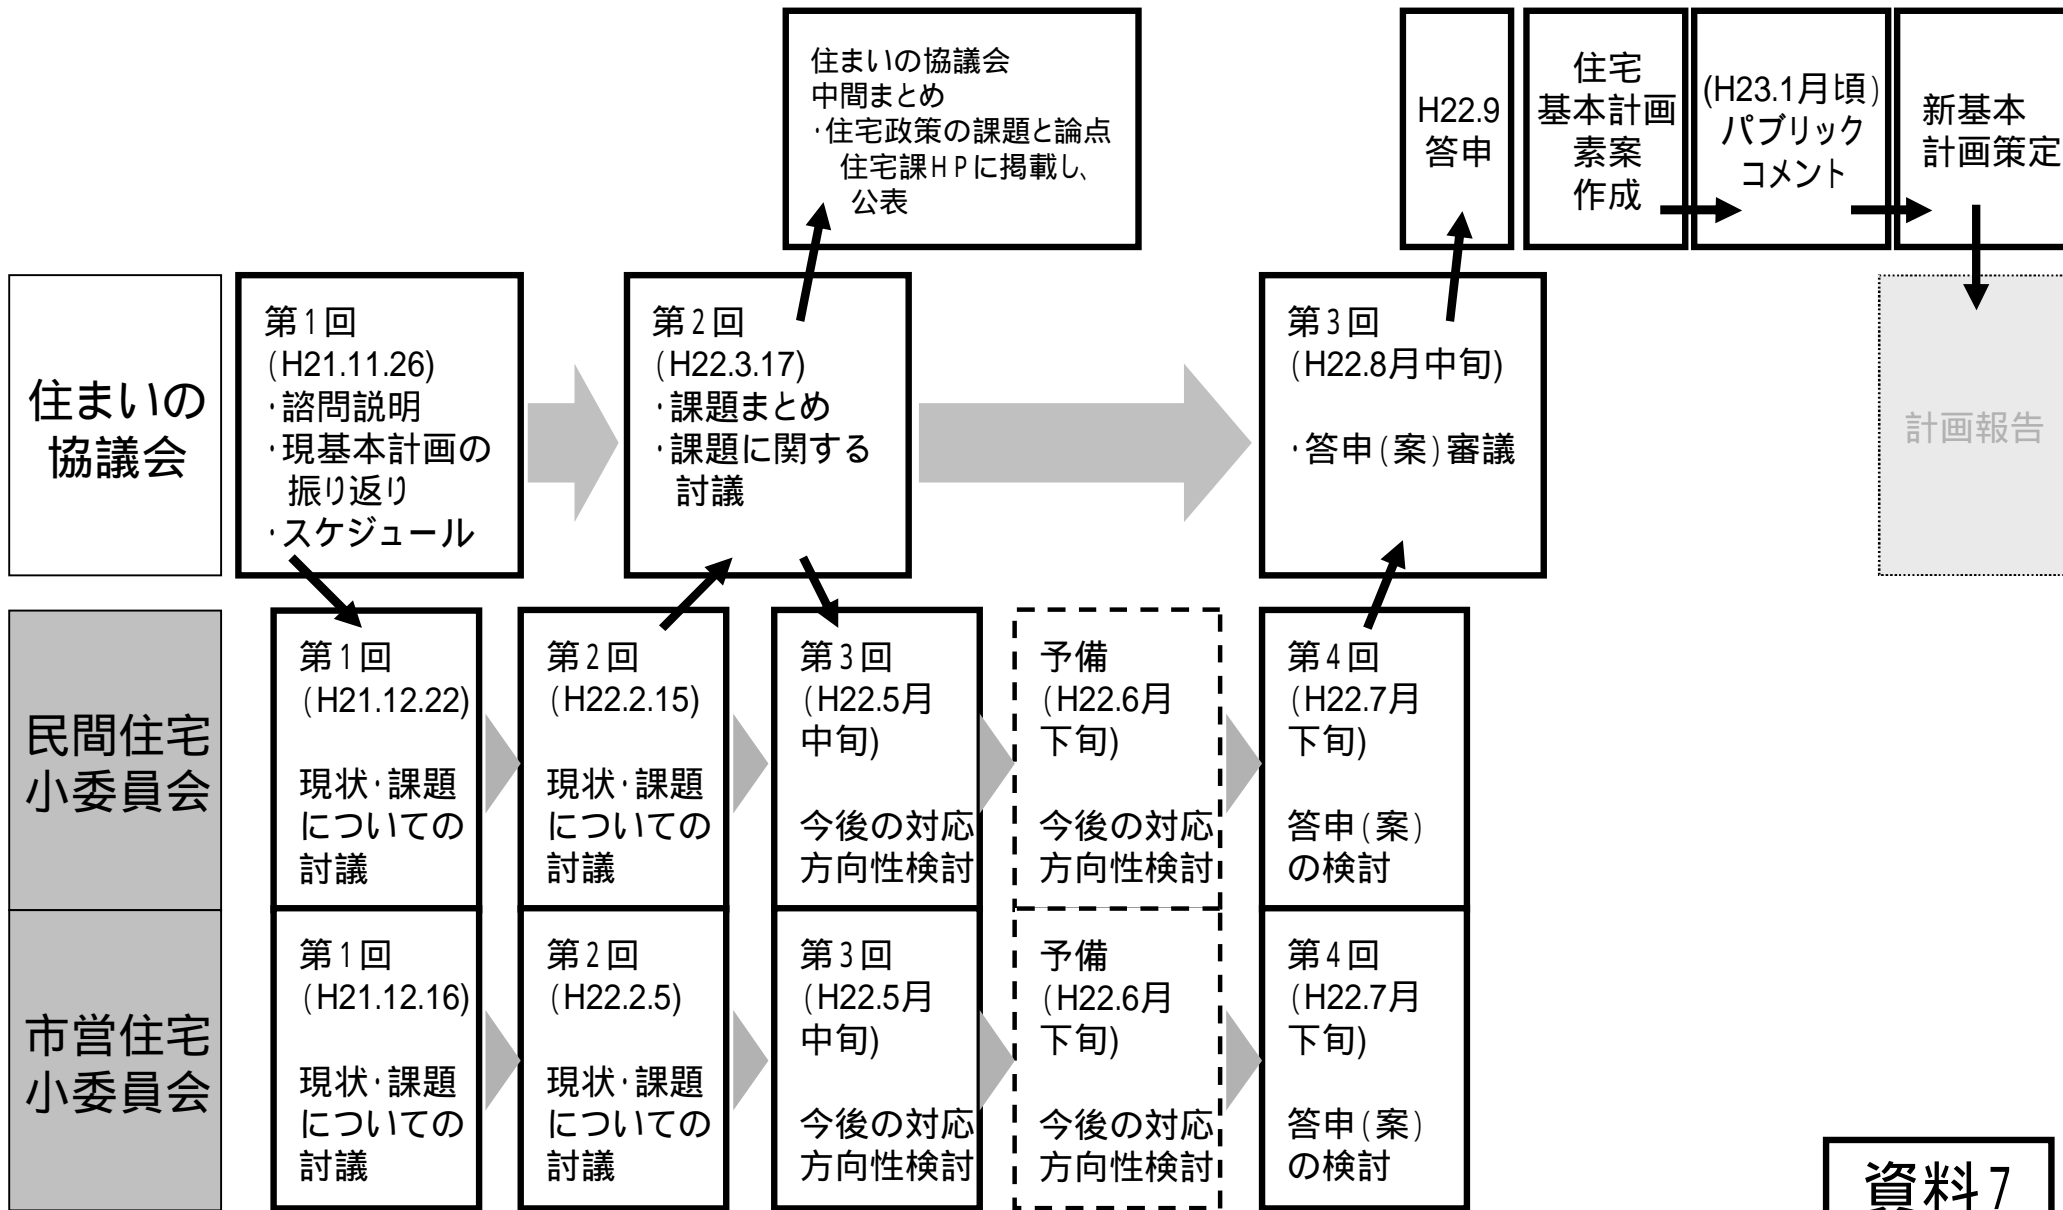 住まいの協議会
中間まとめ
・住宅政策の課題と論点
住宅課HPに掲載し、
公表
H22.9
答申
住宅
基本計画
素案
作成
(H23.1月頃)
パブリック
コメント
新基本
計画策定
住まいの
協議会
第1回
(H21.11.26)
・諮問説明
・現基本計画の
振り返り
・スケジュール
第2回
(H22.3.17)
・課題まとめ
・課題に関する
討議
第3回
(H22.8月中旬)
・答申(案)審議
計画報告
民間住宅
小委員会
第1回
(H21.12.22)
現状・課題
についての
討議
第2回
(H22.2.15)
現状・課題
についての
討議
第3回
(H22.5月
中旬)
今後の対応
方向性検討
予備
(H22.6月
下旬)
今後の対応
方向性検討
第4回
(H22.7月
下旬)
答申(案)
の検討
市営住宅
小委員会
第1回
(H21.12.16)
現状・課題
についての
討議
第2回
(H22.2.5)
現状・課題
についての
討議
第3回
(H22.5月
中旬)
今後の対応
方向性検討
予備
(H22.6月
下旬)
今後の対応
方向性検討
第4回
(H22.7月
下旬)
答申(案)
の検討
資料7